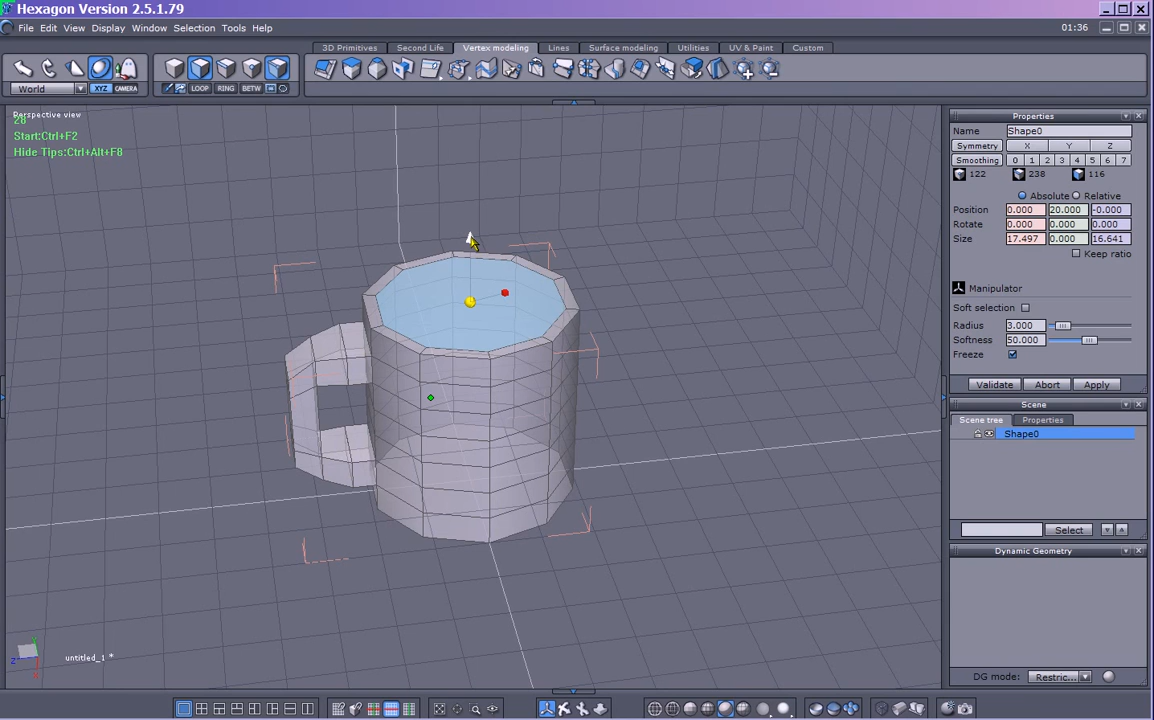 Hexagon Version 2.5.1.79
File Edit View Display Window Selection Tools Help
01:36
3D Primitives Second Life Vertex modeling Lines Surface modeling Utilities UV & Paint Custom
World XYZ CAMERA LOOP RING BETW
Perspective view
28
Start:Ctrl+F2
Hide Tips:Ctrl+Alt+F8
Properties
Name Shape0
Symmetry X Y Z
Smoothing 0 1 2 3 4 5 6 7
122 238 116
Absolute Relative
Position 0.000 20.000 -0.000
Rotate 0.000 0.000 0.000
Size 17.497 0.000 16.641
Keep ratio
Manipulator
Soft selection
Radius 3.000
Softness 50.000
Freeze
Validate Abort Apply
Scene
Scene tree Properties
Shape0
Select
Dynamic Geometry
DG mode: Restric...
Y
Z
X
untitled_1 *